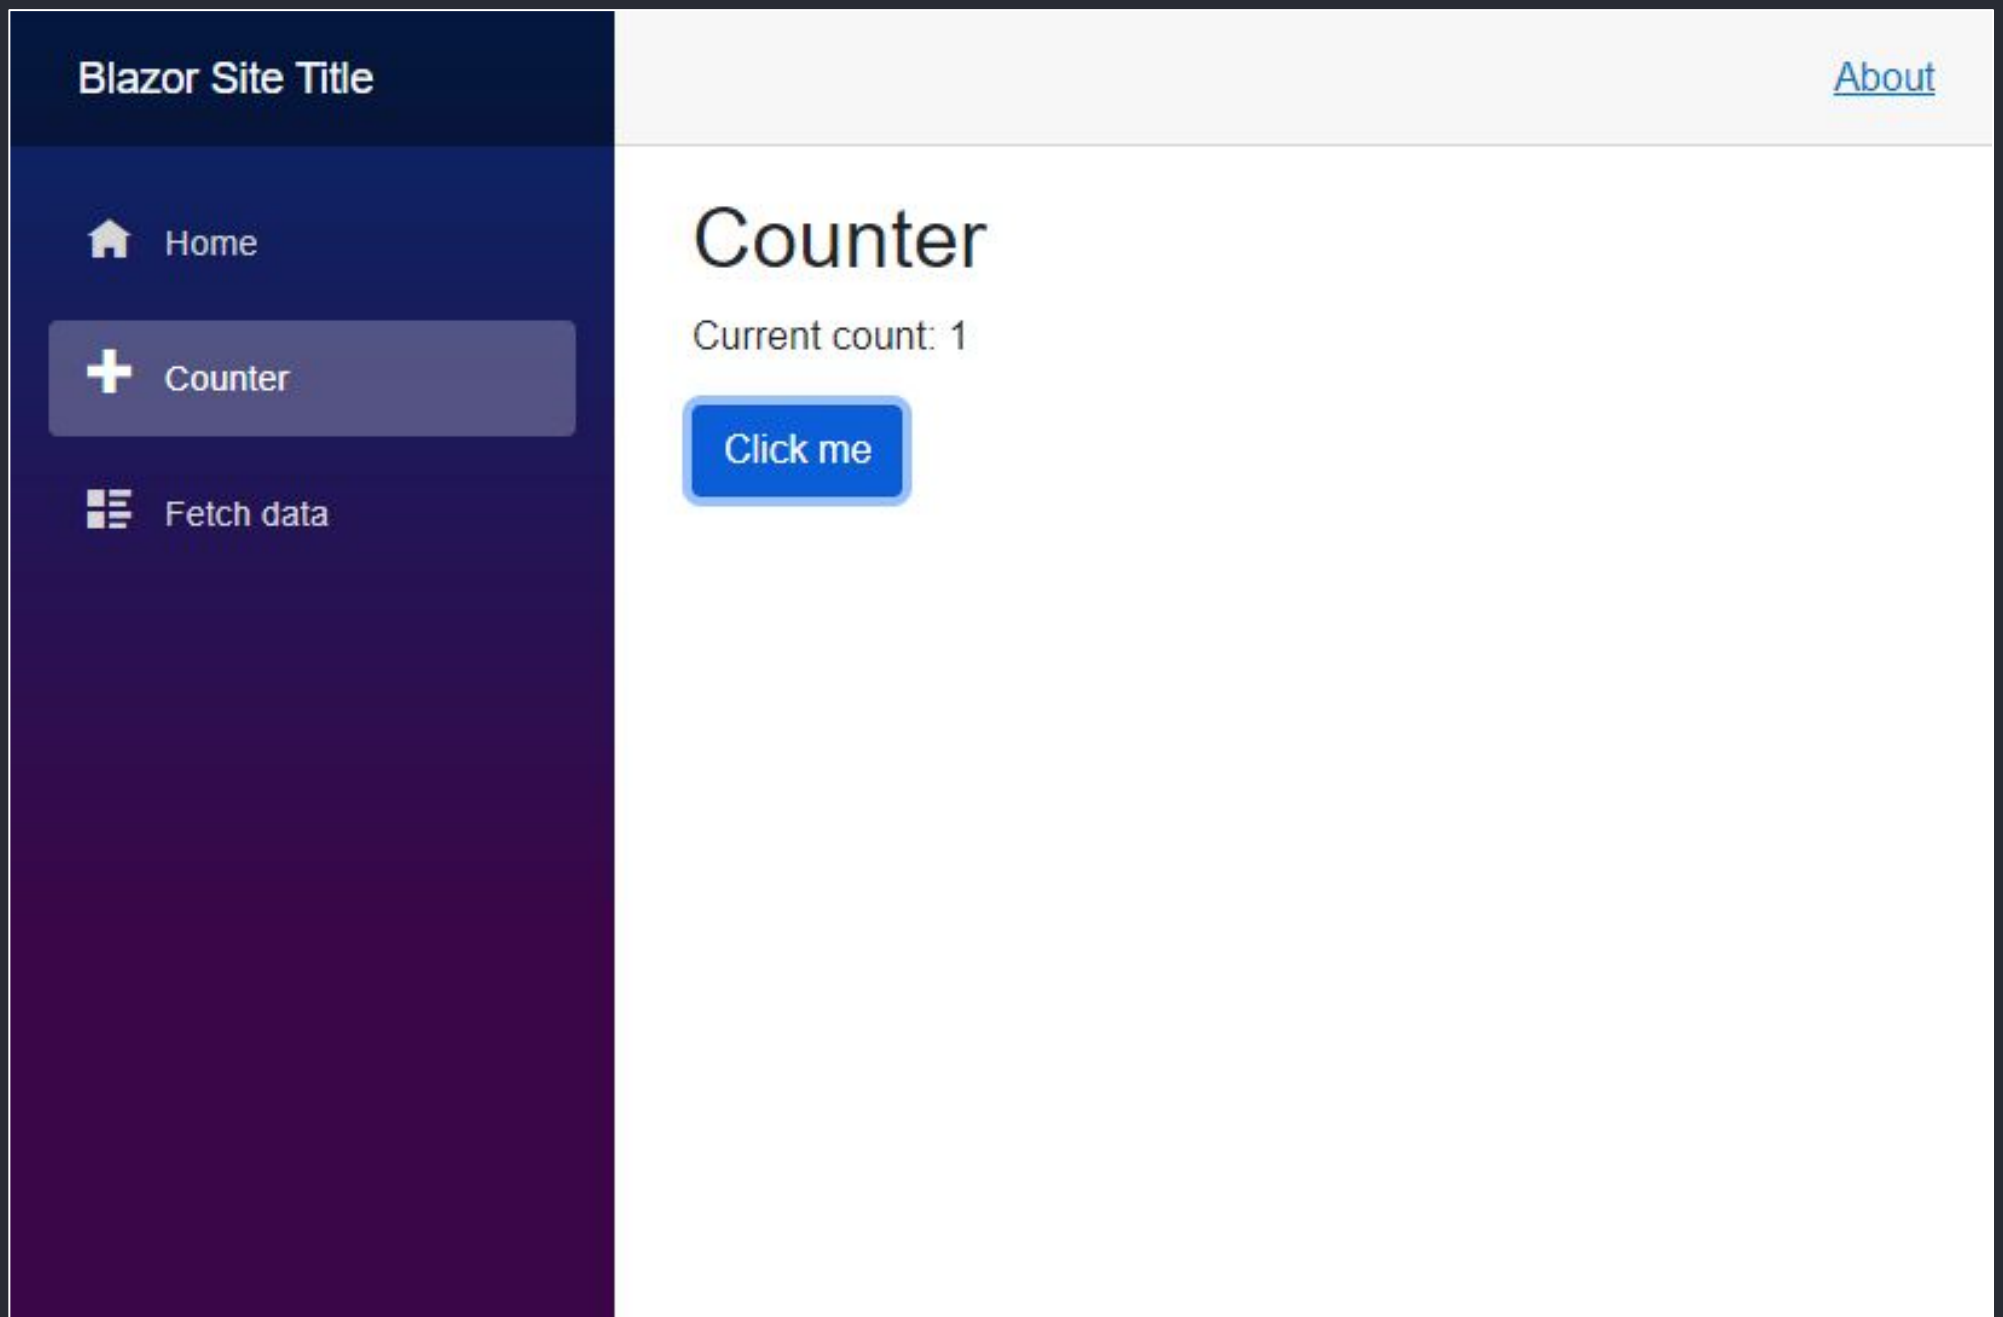 Blazor Site Title
About
Home
Counter
Fetch data
Counter
Current count: 1
Click me